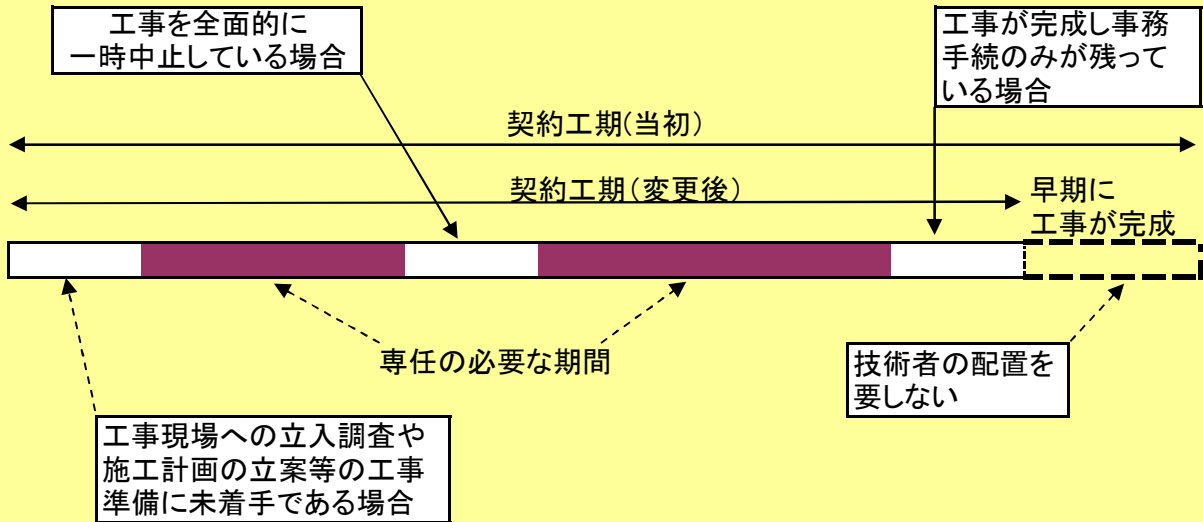 工事を全面的に
一時中止している場合
工事が完成し事務
手続のみが残って
いる場合
契約工期(当初)
契約工期(変更後)
早期に
工事が完成
専任の必要な期間
技術者の配置を
要しない
工事現場への立入調査や
施工計画の立案等の工事
準備に未着手である場合